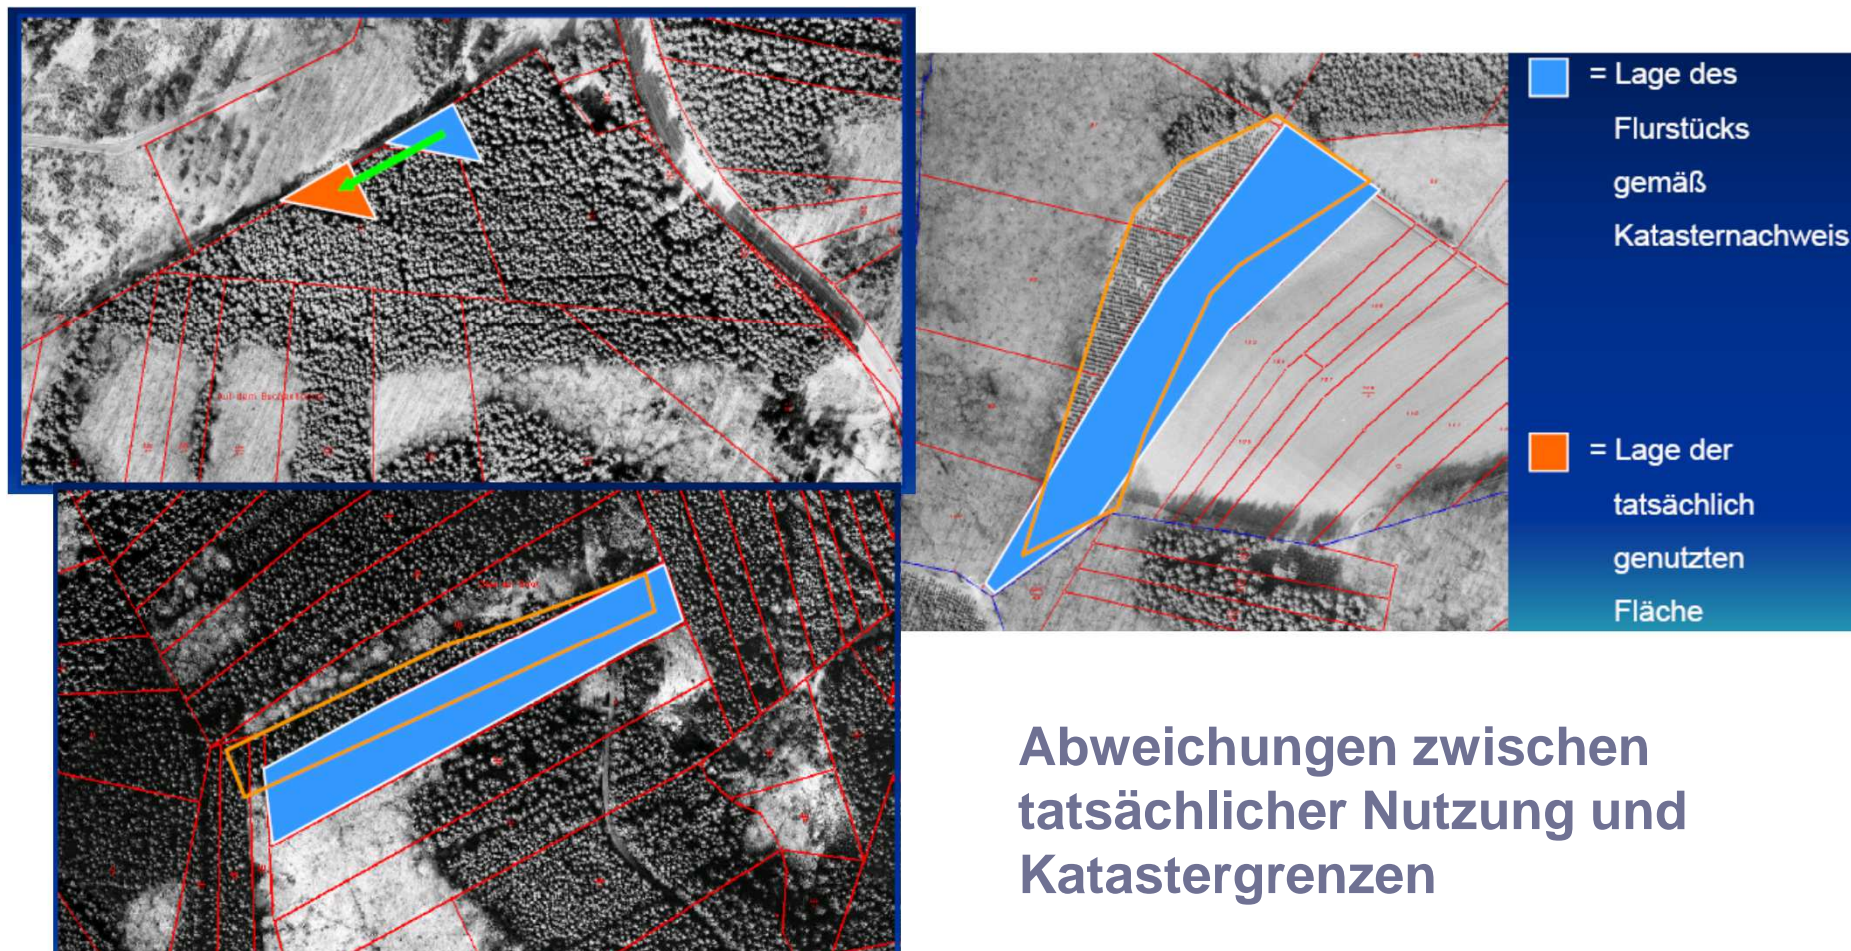 = Lage des
Flurstücks
gemäß
Katasternachweis
= Lage der
tatsächlich
genutzten
Fläche
Abweichungen zwischen
tatsächlicher Nutzung und
Katastergrenzen